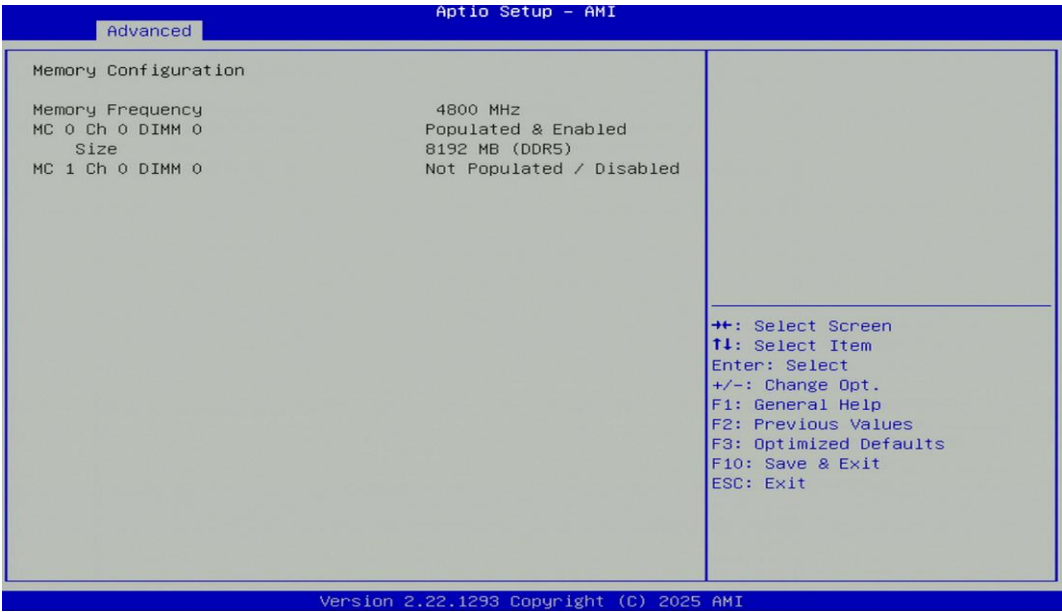 Aptio Setup - AMI
Advanced
Memory Configuration
Memory Frequency 4800 MHz
MC 0 Ch 0 DIMM 0 Populated & Enabled
Size 8192 MB (DDR5)
MC 1 Ch 0 DIMM 0 Not Populated / Disabled
→←: Select Screen
↑↓: Select Item
Enter: Select
+/-: Change Opt.
F1: General Help
F2: Previous Values
F3: Optimized Defaults
F10: Save & Exit
ESC: Exit
Version 2.22.1293 Copyright (C) 2025 AMI